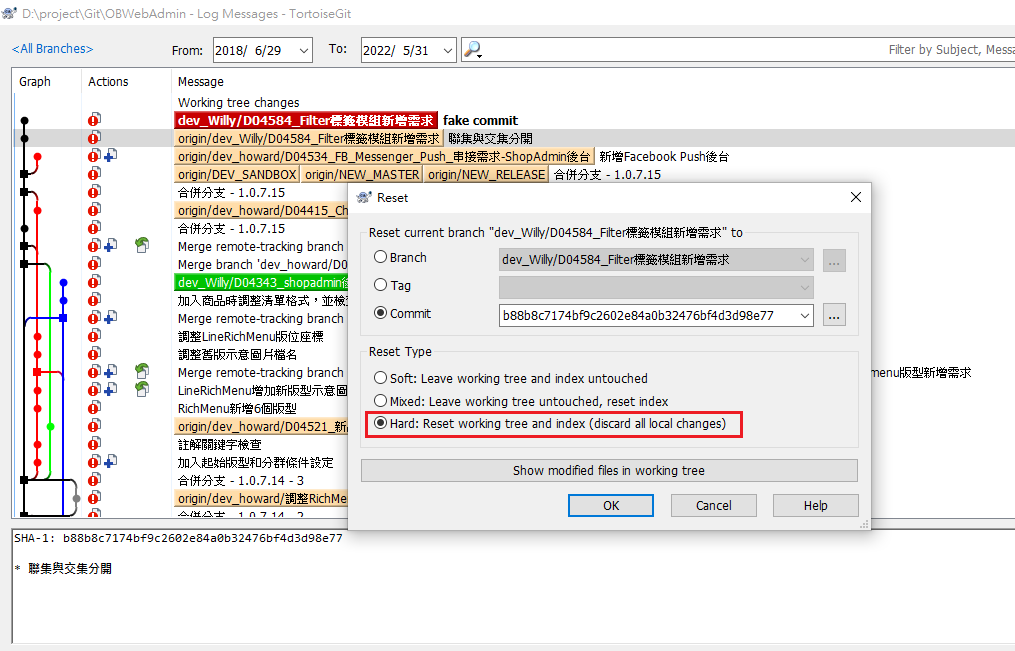 D:\project\Git\OBWebAdmin - Log Messages - TortoiseGit
<All Branches> From: 2018/ 6/29 To: 2022/ 5/31 Filter by Subject, Messa
Graph Actions Message
Working tree changes
dev_Willy/D04584_Filter標籤模組新增需求 fake commit
origin/dev_Willy/D04584_Filter標籤模組新增需求 聯集與交集分開
origin/dev_howard/D04534_FB_Messenger_Push_串接需求-ShopAdmin後台 新增Facebook Push後台
origin/DEV_SANDBOX origin/NEW_MASTER origin/NEW_RELEASE 合併分支 - 1.0.7.15
合併分支 - 1.0.7.15
origin/dev_howard/D04415_Ch
合併分支 - 1.0.7.15
Merge remote-tracking branch
Merge branch 'dev_howard/D0
dev_Willy/D04343_shopadmin後
加入商品時調整清單格式，並檢
Merge remote-tracking branch
調整LineRichMenu版位座標
調整舊版示意圖片檔名
Merge remote-tracking branch menu版型新增需求
LineRichMenu增加新版型示意圖
RichMenu新增6個版型
origin/dev_howard/D04521_新
註解關鍵字檢查
加入起始版型和分群條件設定
合併分支 - 1.0.7.14 - 3
origin/dev_howard/調整RichMe
合併分支 - 1.0.7.14 - 2
Reset
Reset current branch "dev_Willy/D04584_Filter標籤模組新增需求" to
Branch dev_Willy/D04584_Filter標籤模組新增需求 ...
Tag
Commit b88b8c7174bf9c2602e84a0b32476bf4d3d98e77 ...
Reset Type
Soft: Leave working tree and index untouched
Mixed: Leave working tree untouched, reset index
Hard: Reset working tree and index (discard all local changes)
Show modified files in working tree
OK Cancel Help
SHA-1: b88b8c7174bf9c2602e84a0b32476bf4d3d98e77
* 聯集與交集分開